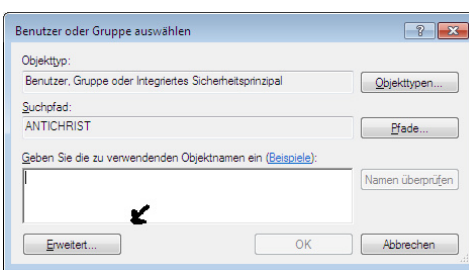 Benutzer oder Gruppe auswählen
Objekttyp:
Benutzer, Gruppe oder Integriertes Sicherheitsprinzipal
Objekttypen...
Suchpfad:
ANTICHRIST
Pfade...
Geben Sie die zu verwendenden Objektnamen ein (Beispiele):
Namen überprüfen
Erweitert...
OK
Abbrechen